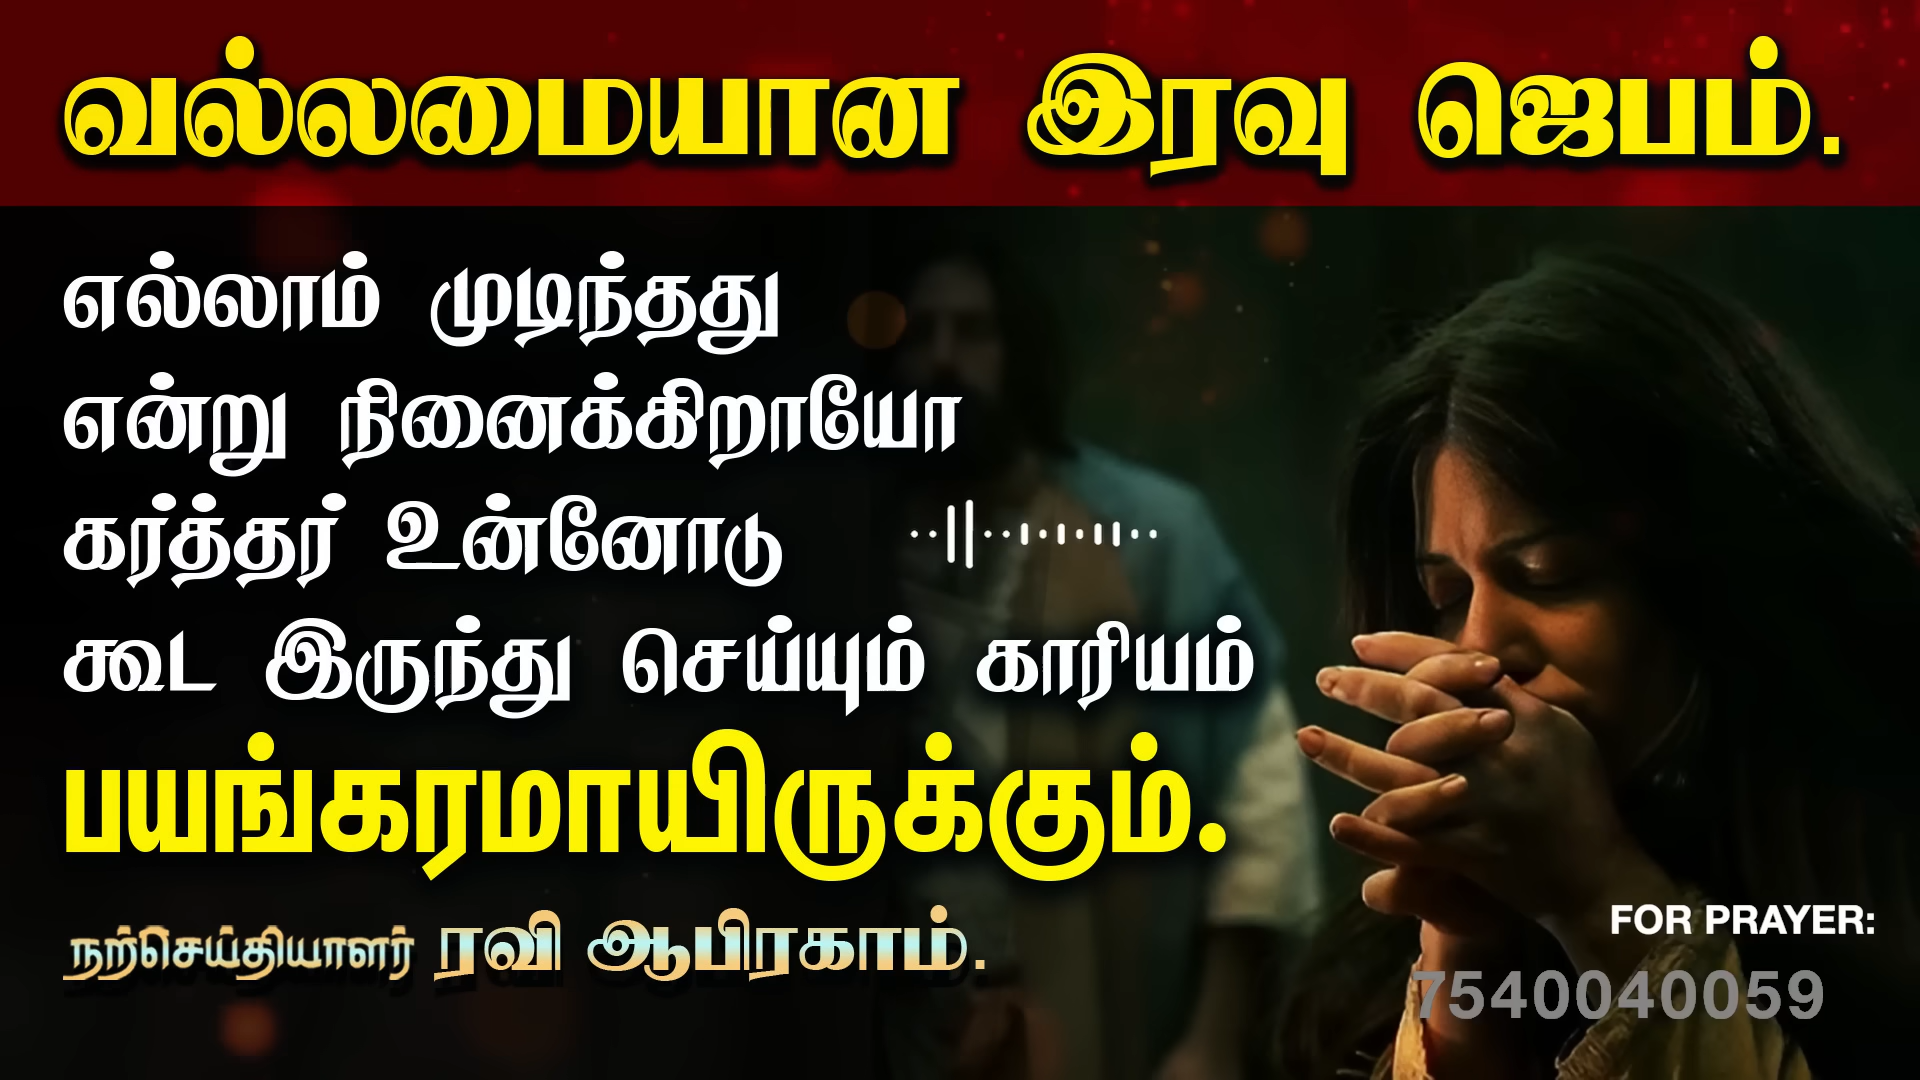 வல்லமையான இரவு ஜெபம்.
எல்லாம் முடிந்தது
என்று நினைக்கிறாயோ
கர்த்தர் உன்னோடு
கூட இருந்து செய்யும் காரியம்
பயங்கரமாயிருக்கும்.
நற்செய்தியாளர் ரவி ஆபிரகாம்.
FOR PRAYER:
7540040059